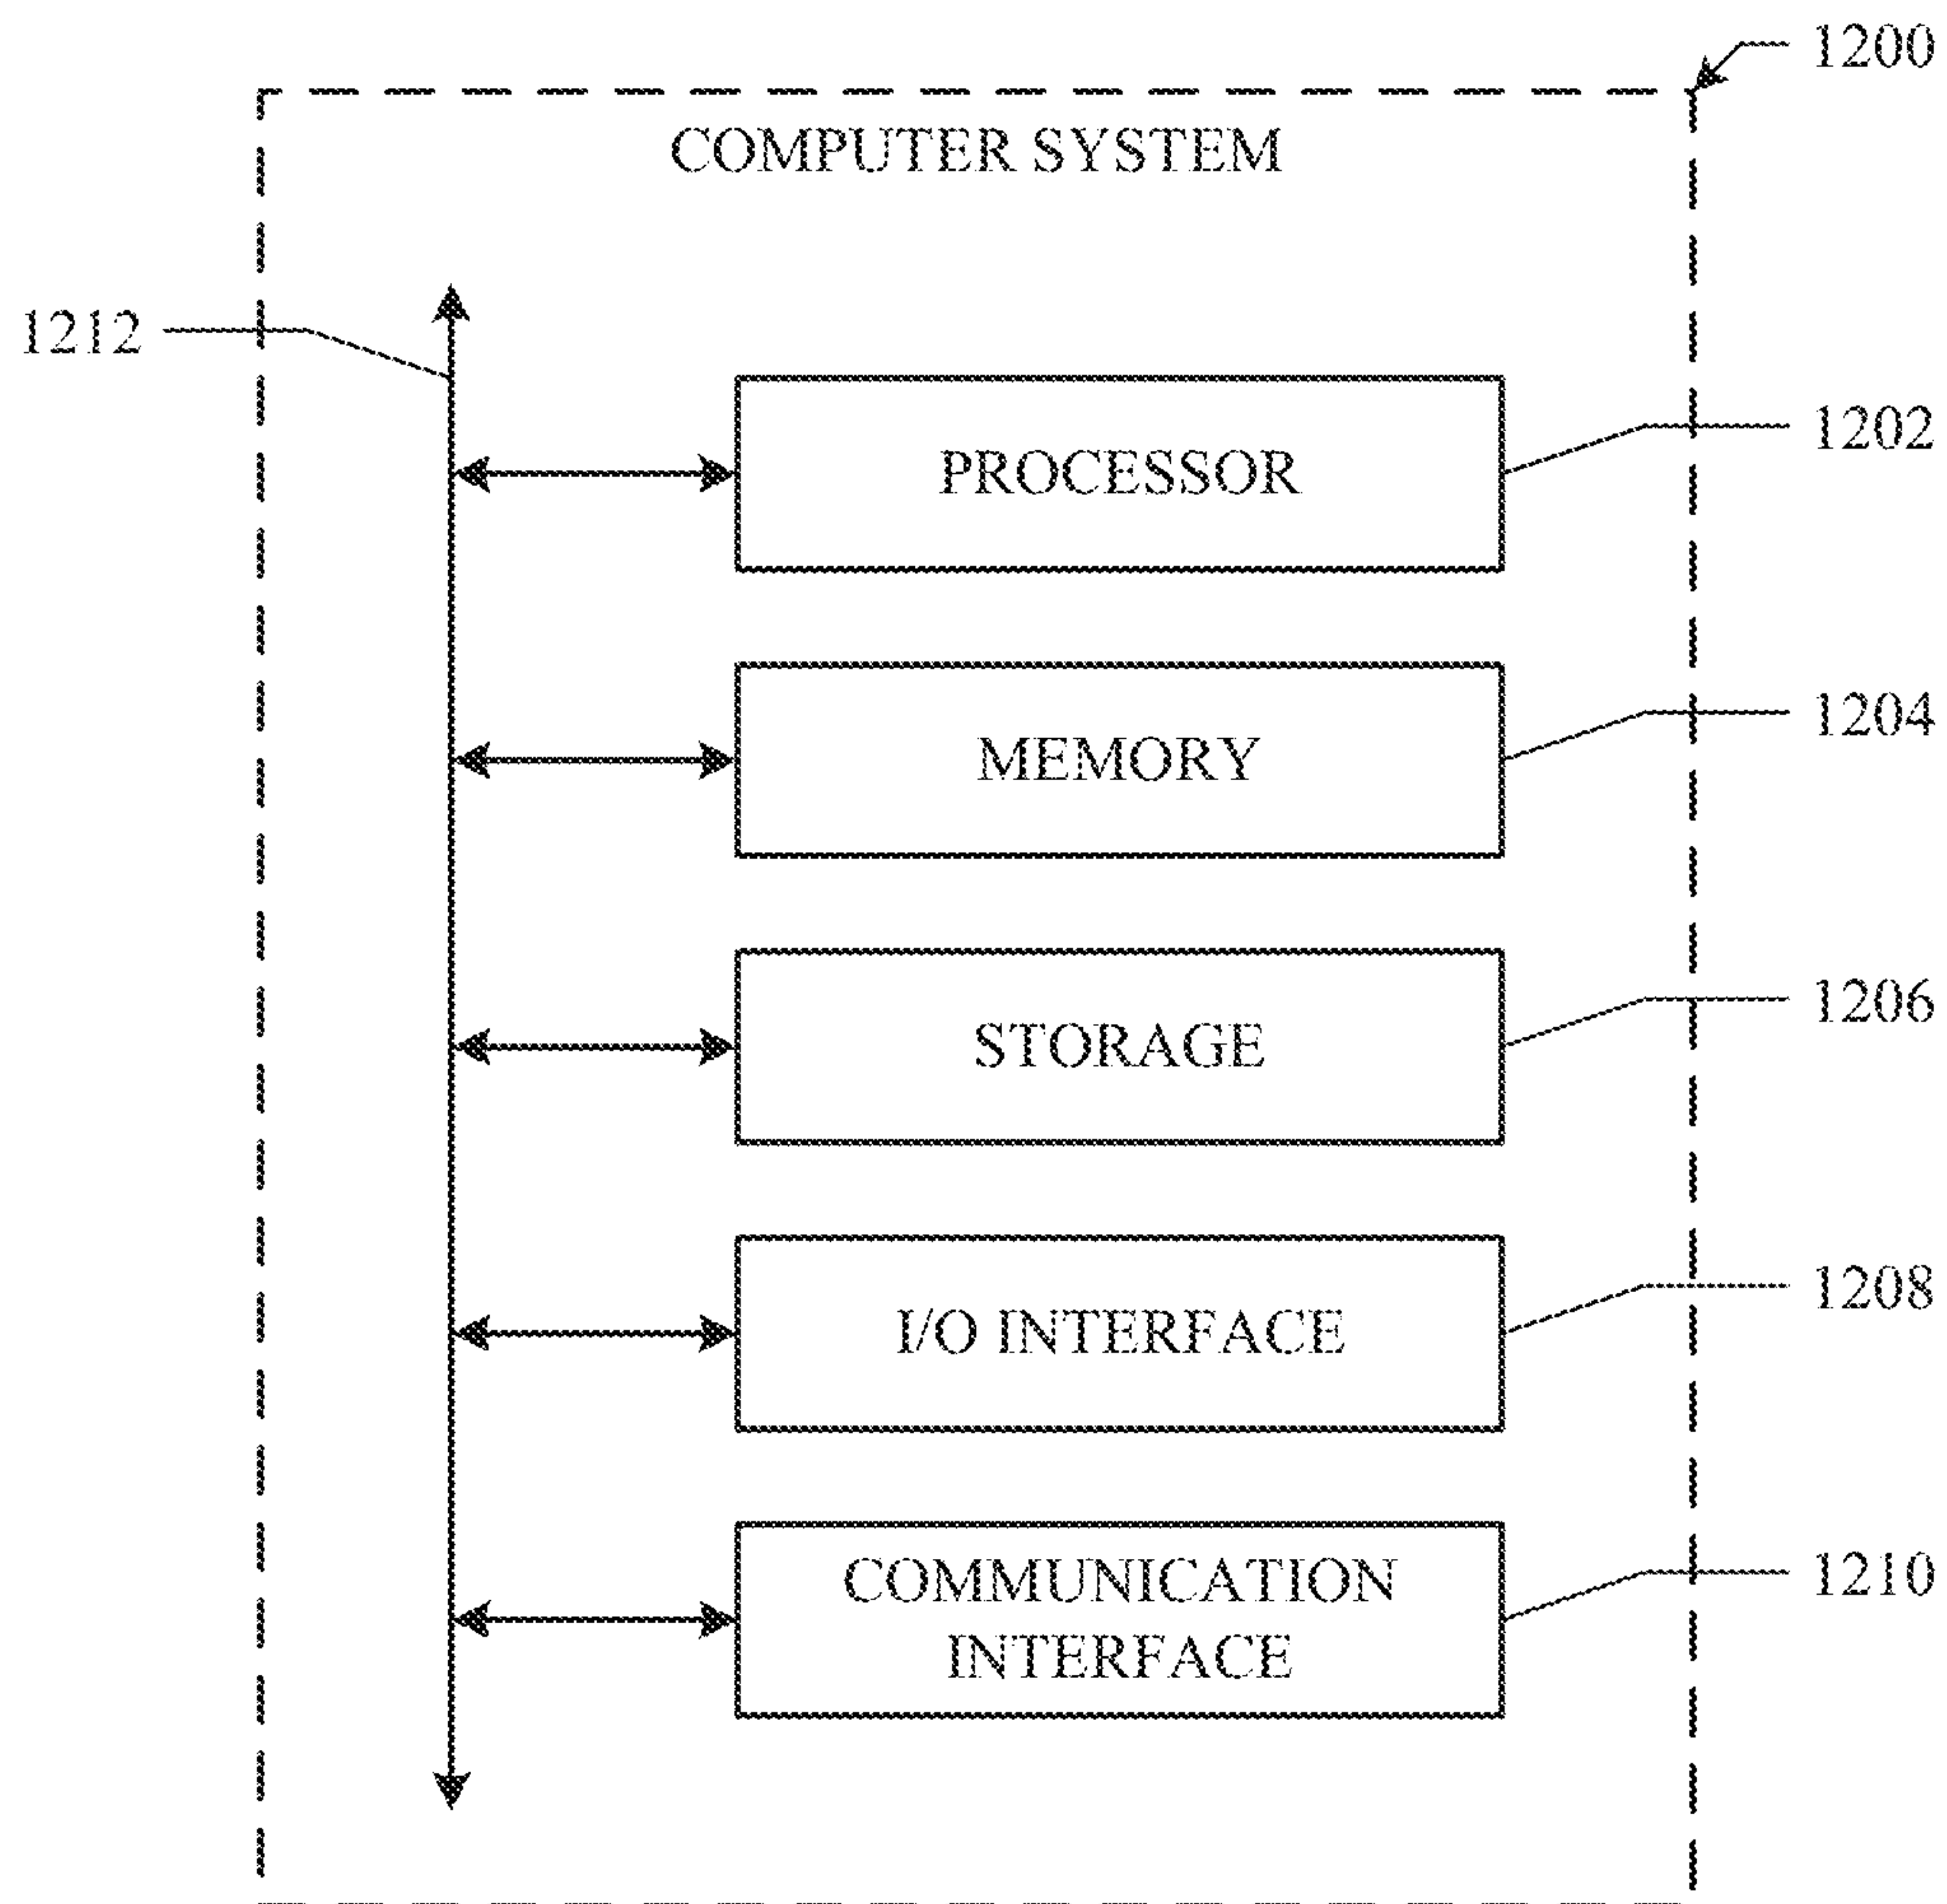 1200
COMPUTER SYSTEM
1212
PROCESSOR
1202
MEMORY
1204
STORAGE
1206
I/O INTERFACE
1208
COMMUNICATION
INTERFACE
1210